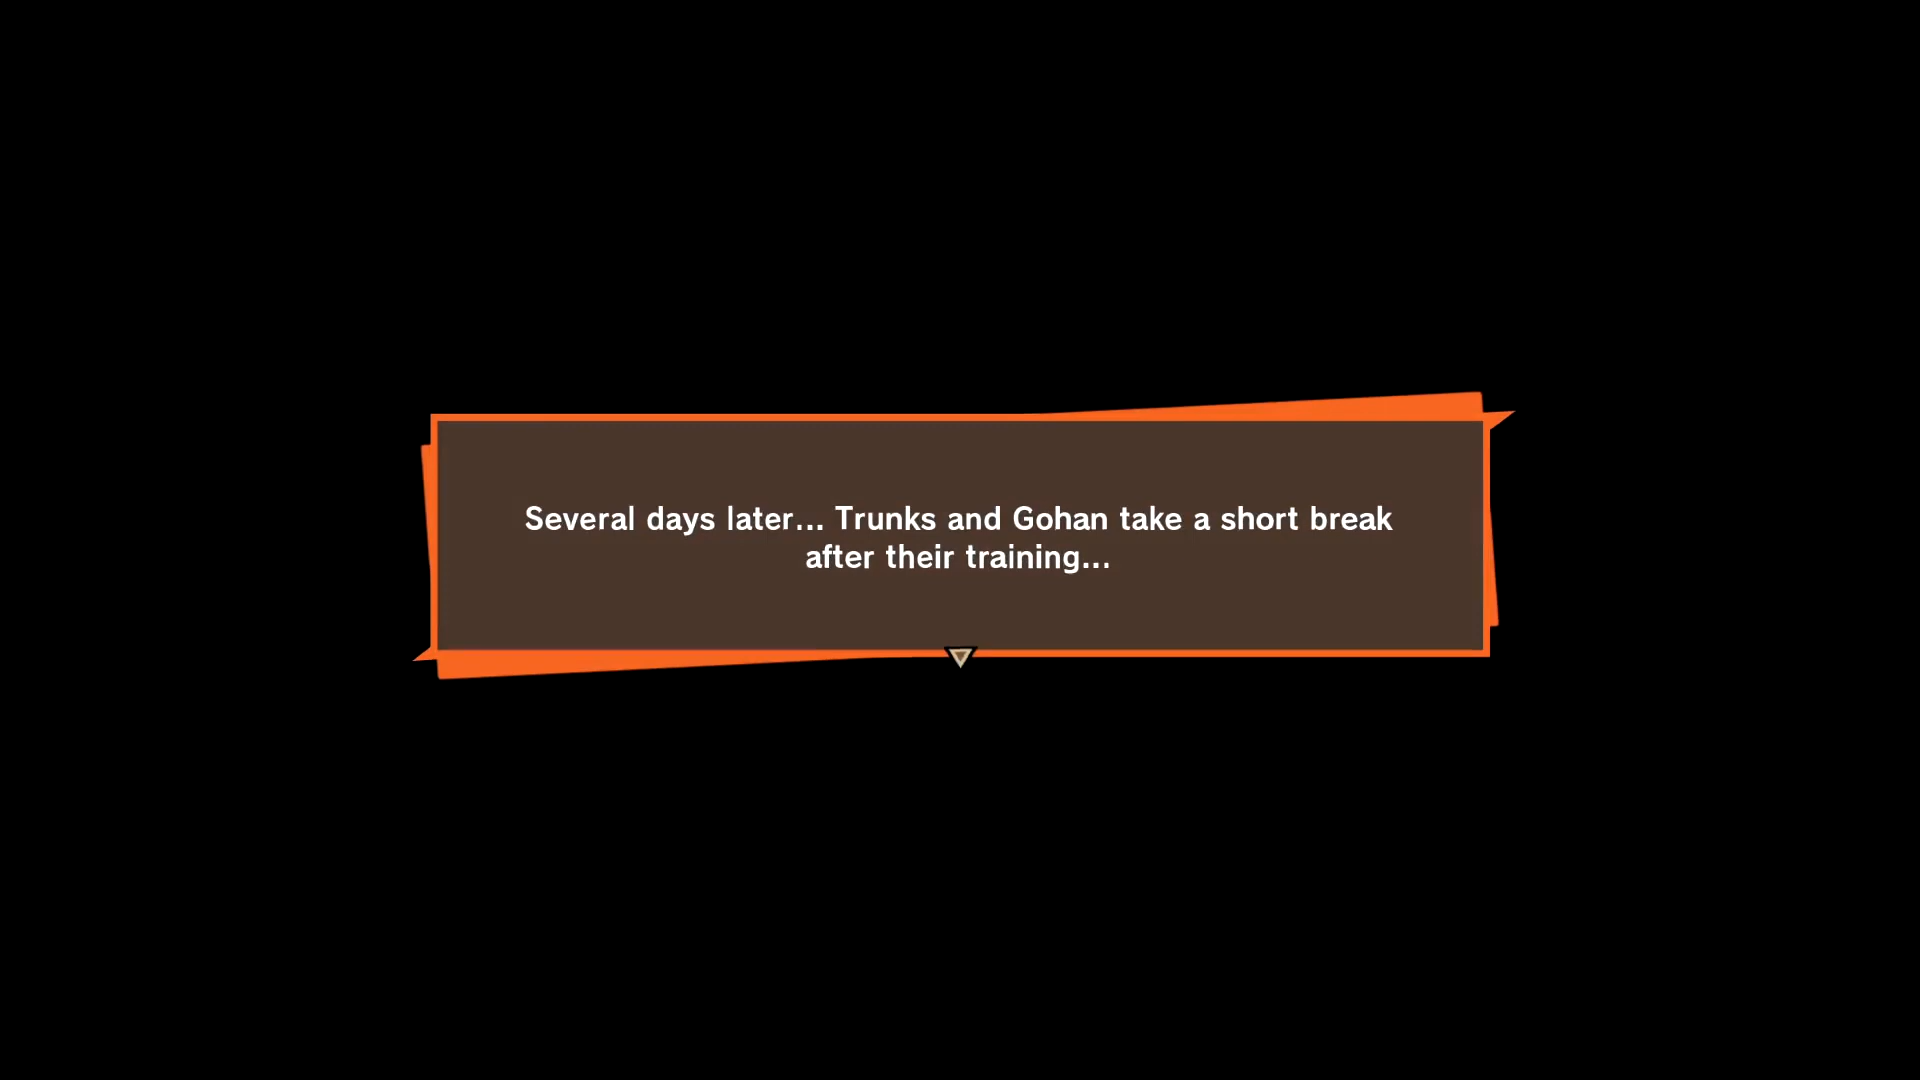 Several days later... Trunks and Gohan take a short break
after their training...